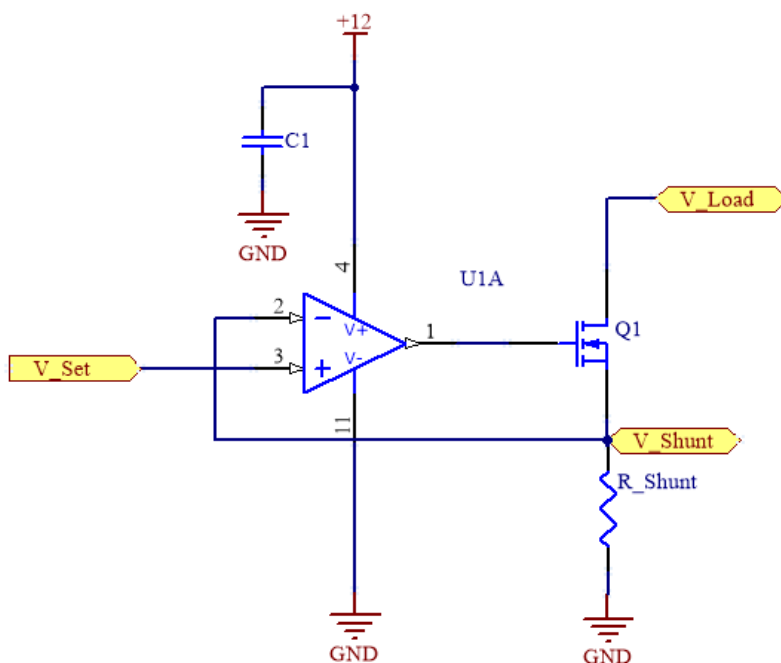 +12
C1
V_Load
GND
4
U1A
2
−
V+
1
Q1
V_Set
3
+
V-
11
V_Shunt
R_Shunt
GND
GND